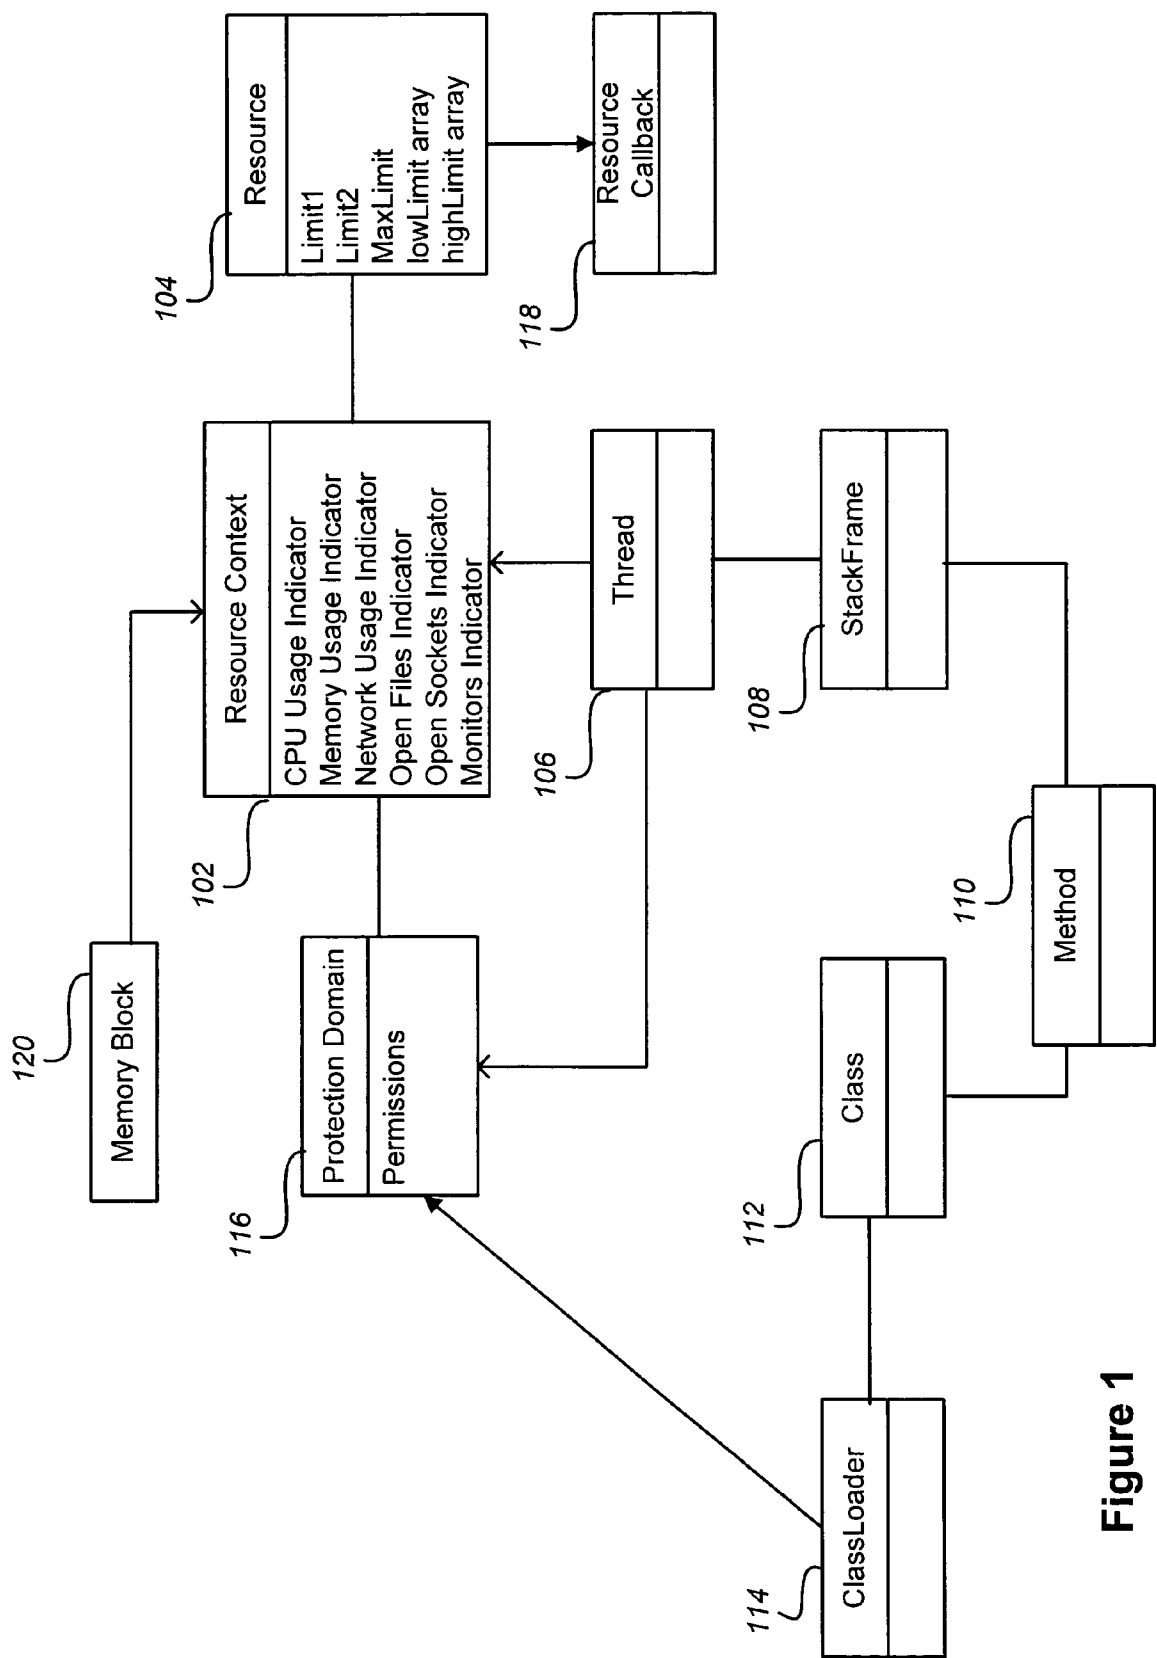 120
Memory Block
102
Resource Context
CPU Usage Indicator
Memory Usage Indicator
Network Usage Indicator
Open Files Indicator
Open Sockets Indicator
Monitors Indicator
104
Resource
Limit1
Limit2
MaxLimit
lowLimit array
highLimit array
116
Protection Domain
Permissions
106
Thread
118
Resource
Callback
114
ClassLoader
112
Class
108
StackFrame
110
Method
Figure 1